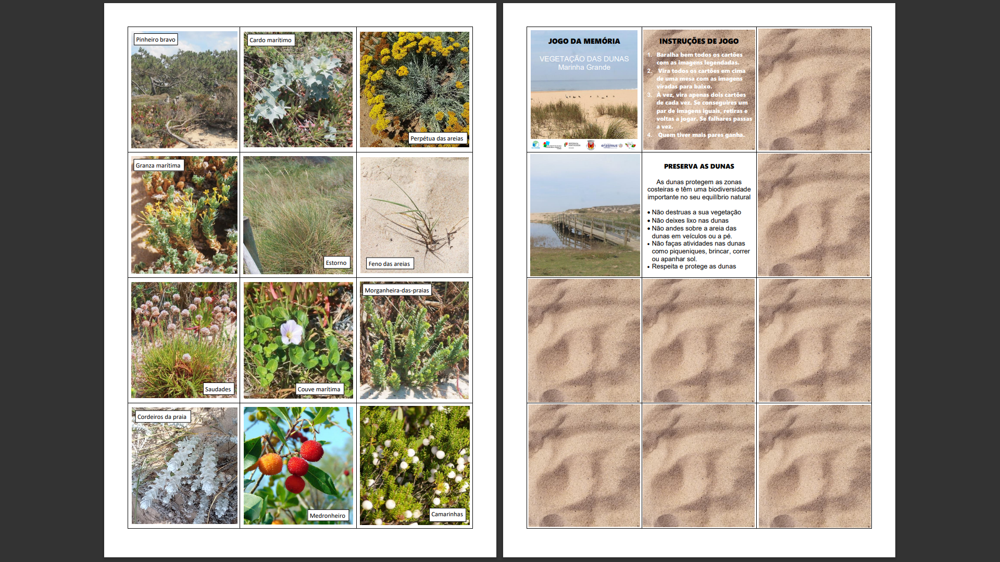 Pinheiro bravo
Cardo marítimo
Perpétua das areias
Granza marítima
Estorno
Feno das areias
Saudades
Couve marítima
Morganheira-das-praias
Cordeiros da praia
Medronheiro
Camarinhas
JOGO DA MEMÓRIA
VEGETAÇÃO DAS DUNAS
Marinha Grande
erasmus+
INSTRUÇÕES DE JOGO
1. Baralha bem todos os cartões
com as imagens legendadas.
2. Vira todos os cartões em cima
de uma mesa com as imagens
viradas para baixo.
3. À vez, vira apenas dois cartões
de cada vez. Se conseguires um
par de imagens iguais, retiras e
voltas a jogar. Se falhares passas
a vez.
4. Quem tiver mais pares ganha.
PRESERVA AS DUNAS
As dunas protegem as zonas
costeiras e têm uma biodiversidade
importante no seu equilíbrio natural
• Não destruas a sua vegetação
• Não deixes lixo nas dunas
• Não andes sobre a areia das
dunas em veículos ou a pé.
• Não faças atividades nas dunas
como piqueniques, brincar, correr
ou apanhar sol.
• Respeita e protege as dunas